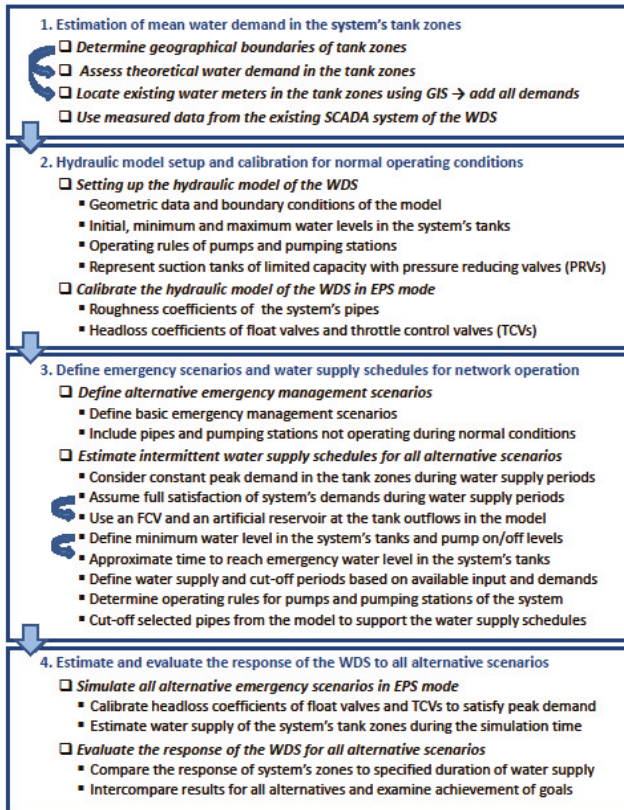 1. Estimation of mean water demand in the system's tank zones
❑ Determine geographical boundaries of tank zones
❑ Assess theoretical water demand in the tank zones
❑ Locate existing water meters in the tank zones using GIS → add all demands
❑ Use measured data from the existing SCADA system of the WDS
2. Hydraulic model setup and calibration for normal operating conditions
❑ Setting up the hydraulic model of the WDS
▪ Geometric data and boundary conditions of the model
▪ Initial, minimum and maximum water levels in the system's tanks
▪ Operating rules of pumps and pumping stations
▪ Represent suction tanks of limited capacity with pressure reducing valves (PRVs)
❑ Calibrate the hydraulic model of the WDS in EPS mode
▪ Roughness coefficients of the system's pipes
▪ Headloss coefficients of float valves and throttle control valves (TCVs)
3. Define emergency scenarios and water supply schedules for network operation
❑ Define alternative emergency management scenarios
▪ Define basic emergency management scenarios
▪ Include pipes and pumping stations not operating during normal conditions
❑ Estimate intermittent water supply schedules for all alternative scenarios
▪ Consider constant peak demand in the tank zones during water supply periods
▪ Assume full satisfaction of system's demands during water supply periods
▪ Use an FCV and an artificial reservoir at the tank outflows in the model
▪ Define minimum water level in the system's tanks and pump on/off levels
▪ Approximate time to reach emergency water level in the system's tanks
▪ Define water supply and cut-off periods based on available input and demands
▪ Determine operating rules for pumps and pumping stations of the system
▪ Cut-off selected pipes from the model to support the water supply schedules
4. Estimate and evaluate the response of the WDS to all alternative scenarios
❑ Simulate all alternative emergency scenarios in EPS mode
▪ Calibrate headloss coefficients of float valves and TCVs to satisfy peak demand
▪ Estimate water supply of the system's tank zones during the simulation time
❑ Evaluate the response of the WDS for all alternative scenarios
▪ Compare the response of system's zones to specified duration of water supply
▪ Intercompare results for all alternatives and examine achievement of goals